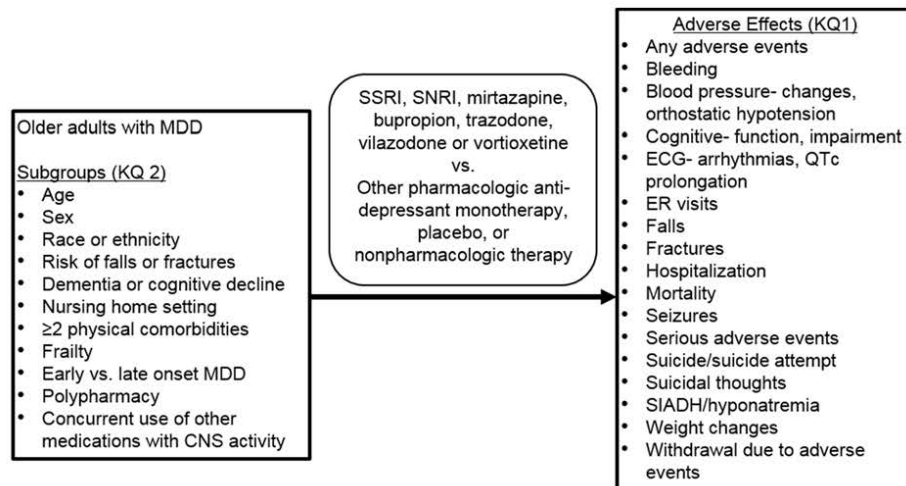 Older adults with MDD
Subgroups (KQ 2)
• Age
• Sex
• Race or ethnicity
• Risk of falls or fractures
• Dementia or cognitive decline
• Nursing home setting
• ≥2 physical comorbidities
• Frailty
• Early vs. late onset MDD
• Polypharmacy
• Concurrent use of other
medications with CNS activity
SSRI, SNRI, mirtazapine,
bupropion, trazodone,
vilazodone or vortioxetine
vs.
Other pharmacologic anti-
depressant monotherapy,
placebo, or
nonpharmacologic therapy
Adverse Effects (KQ1)
• Any adverse events
• Bleeding
• Blood pressure- changes,
orthostatic hypotension
• Cognitive- function, impairment
• ECG- arrhythmias, QTc
prolongation
• ER visits
• Falls
• Fractures
• Hospitalization
• Mortality
• Seizures
• Serious adverse events
• Suicide/suicide attempt
• Suicidal thoughts
• SIADH/hyponatremia
• Weight changes
• Withdrawal due to adverse
events